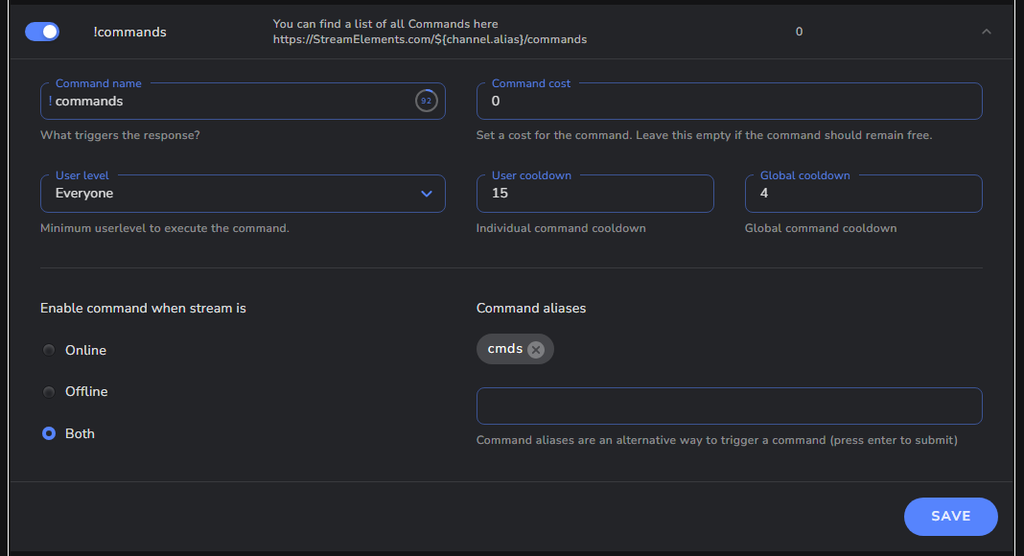 !commands
You can find a list of all Commands here
https://StreamElements.com/${channel.alias}/commands
0
Command name
! commands
92
Command cost
0
What triggers the response?
Set a cost for the command. Leave this empty if the command should remain free.
User level
Everyone
User cooldown
15
Global cooldown
4
Minimum userlevel to execute the command.
Individual command cooldown
Global command cooldown
Enable command when stream is
Online
Offline
Both
Command aliases
cmds
Command aliases are an alternative way to trigger a command (press enter to submit)
SAVE